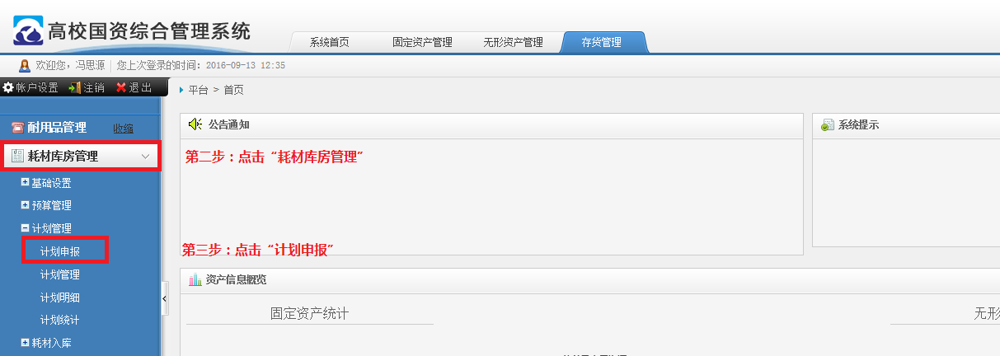 高校国资综合管理系统
系统首页 固定资产管理 无形资产管理 存货管理
欢迎您，冯思源 | 您上次登录的时间：2016-09-13 12:35
帐户设置 注销 退出
平台 > 首页
耐用品管理 收缩
公告通知
系统提示
耗材库房管理
第二步：点击“耗材库房管理”
基础设置
预算管理
计划管理
计划申报
第三步：点击“计划申报”
计划管理
资产信息概览
计划明细
固定资产统计
无形
计划统计
耗材入库